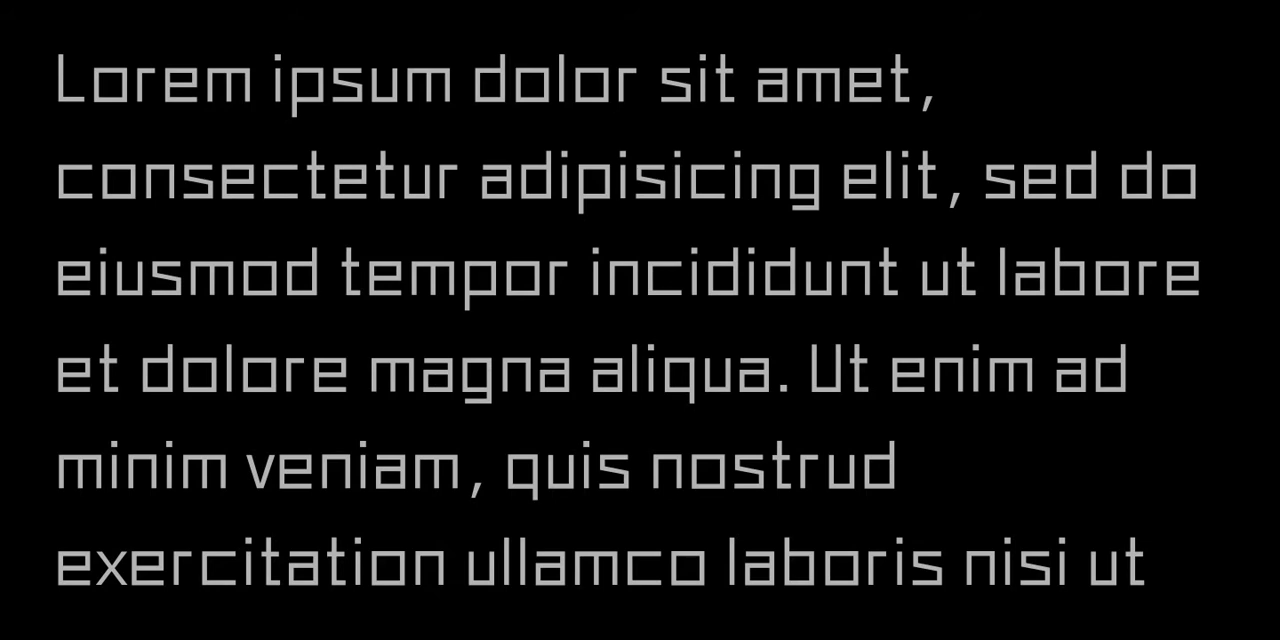 Lorem ipsum dolor sit amet,
consectetur adipisicing elit, sed do
eiusmod tempor incididunt ut labore
et dolore magna aliqua. Ut enim ad
minim veniam, quis nostrud
exercitation ullamco laboris nisi ut